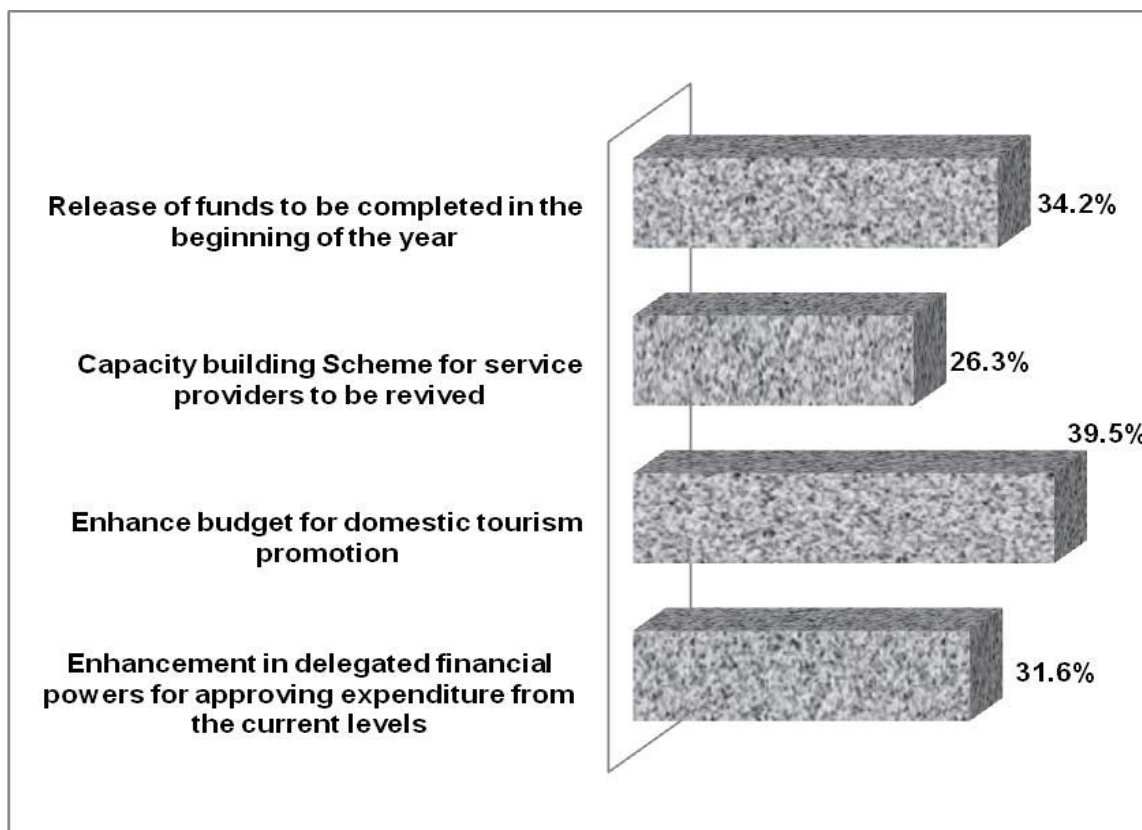 Release of funds to be completed in the
beginning of the year
34.2%
Capacity building Scheme for service
providers to be revived
26.3%
Enhance budget for domestic tourism
promotion
39.5%
Enhancement in delegated financial
powers for approving expenditure from
the current levels
31.6%